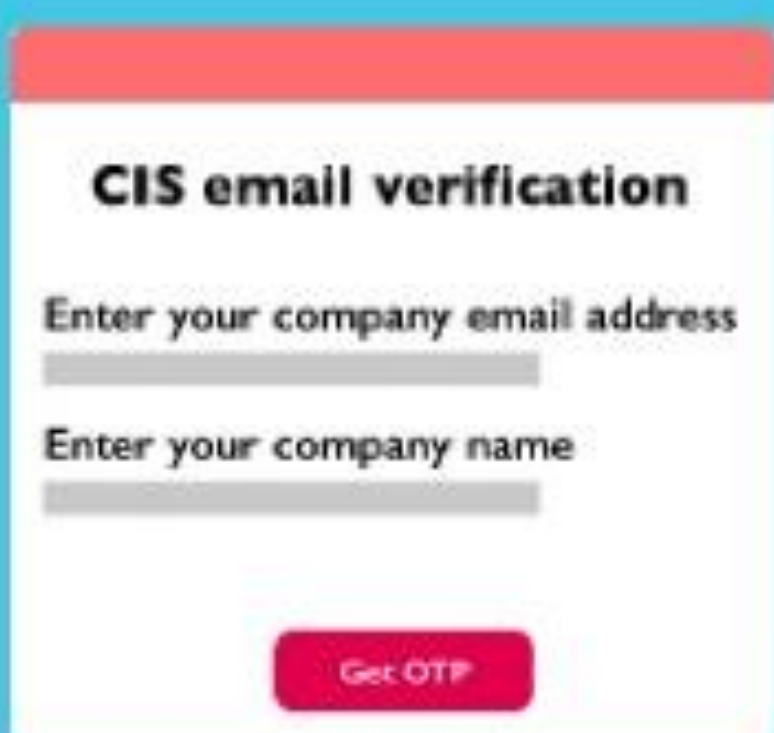 CIS email verification
Enter your company email address
Enter your company name
Get OTP